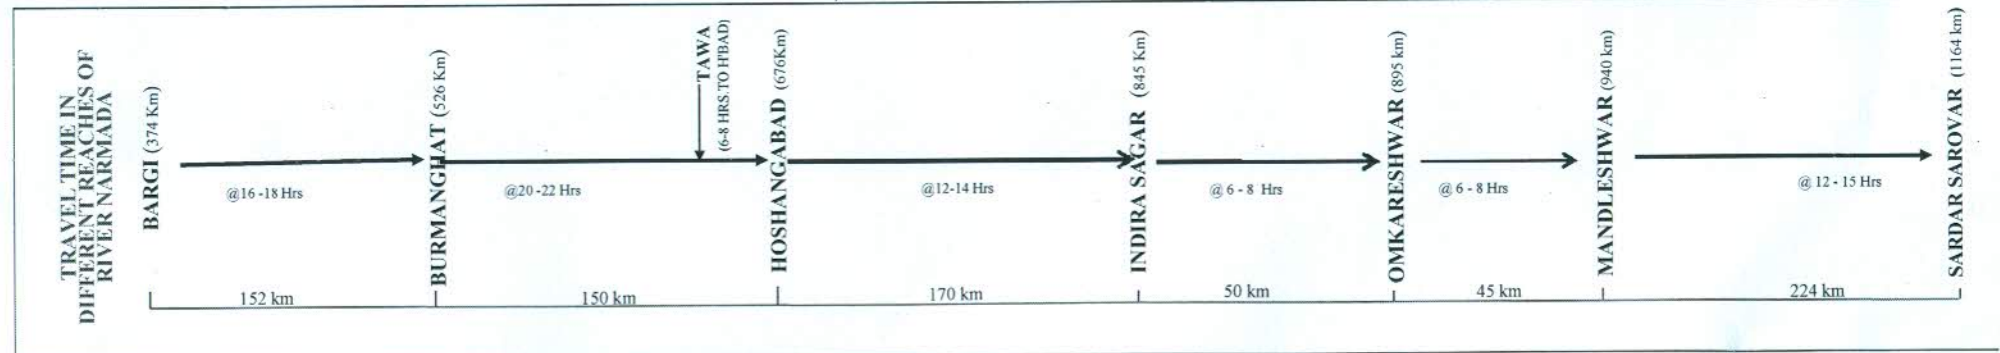 TRAVEL TIME IN
DIFFERENT REACHES OF
RIVER NARMADA
BARGI (374 Km)
@16 -18 Hrs
BURMANGHAT (526 Km)
@20 -22 Hrs
TAWA
(6-8 HRS.TO H'BAD)
HOSHANGABAD (676Km)
@12-14 Hrs
INDIRA SAGAR (845 Km)
@ 6 - 8 Hrs
OMKARESHWAR (895 km)
@ 6 - 8 Hrs
MANDLESHWAR (940 km)
@ 12 - 15 Hrs
SARDAR SAROVAR (1164 km)
152 km
150 km
170 km
50 km
45 km
224 km